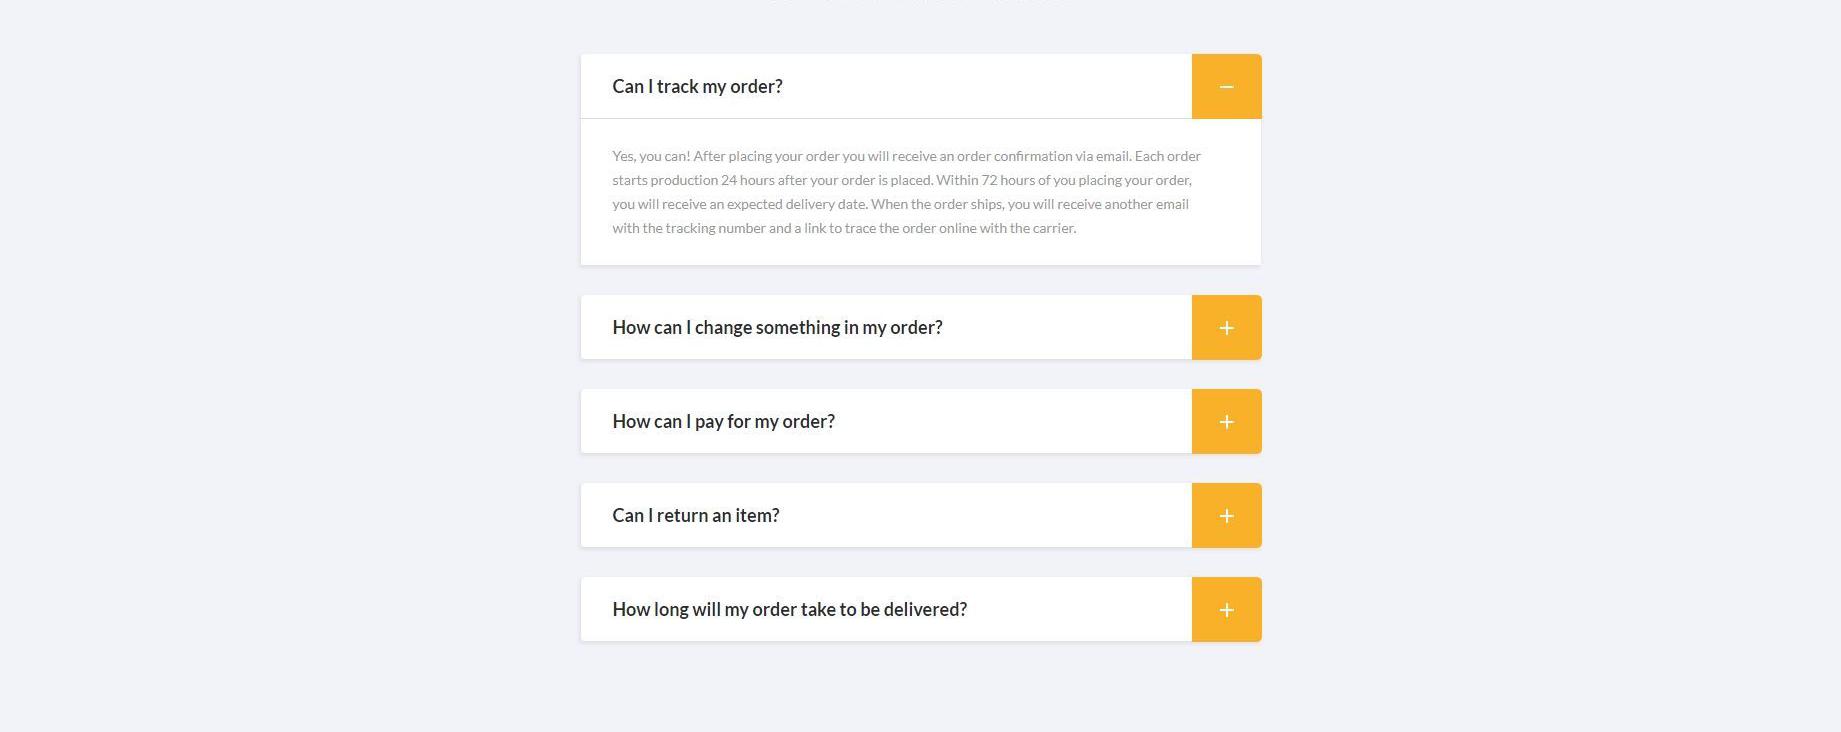 Can I track my order?
Yes, you can! After placing your order you will receive an order confirmation via email. Each order
starts production 24 hours after your order is placed. Within 72 hours of you placing your order,
you will receive an expected delivery date. When the order ships, you will receive another email
with the tracking number and a link to trace the order online with the carrier.
How can I change something in my order?
How can I pay for my order?
Can I return an item?
How long will my order take to be delivered?